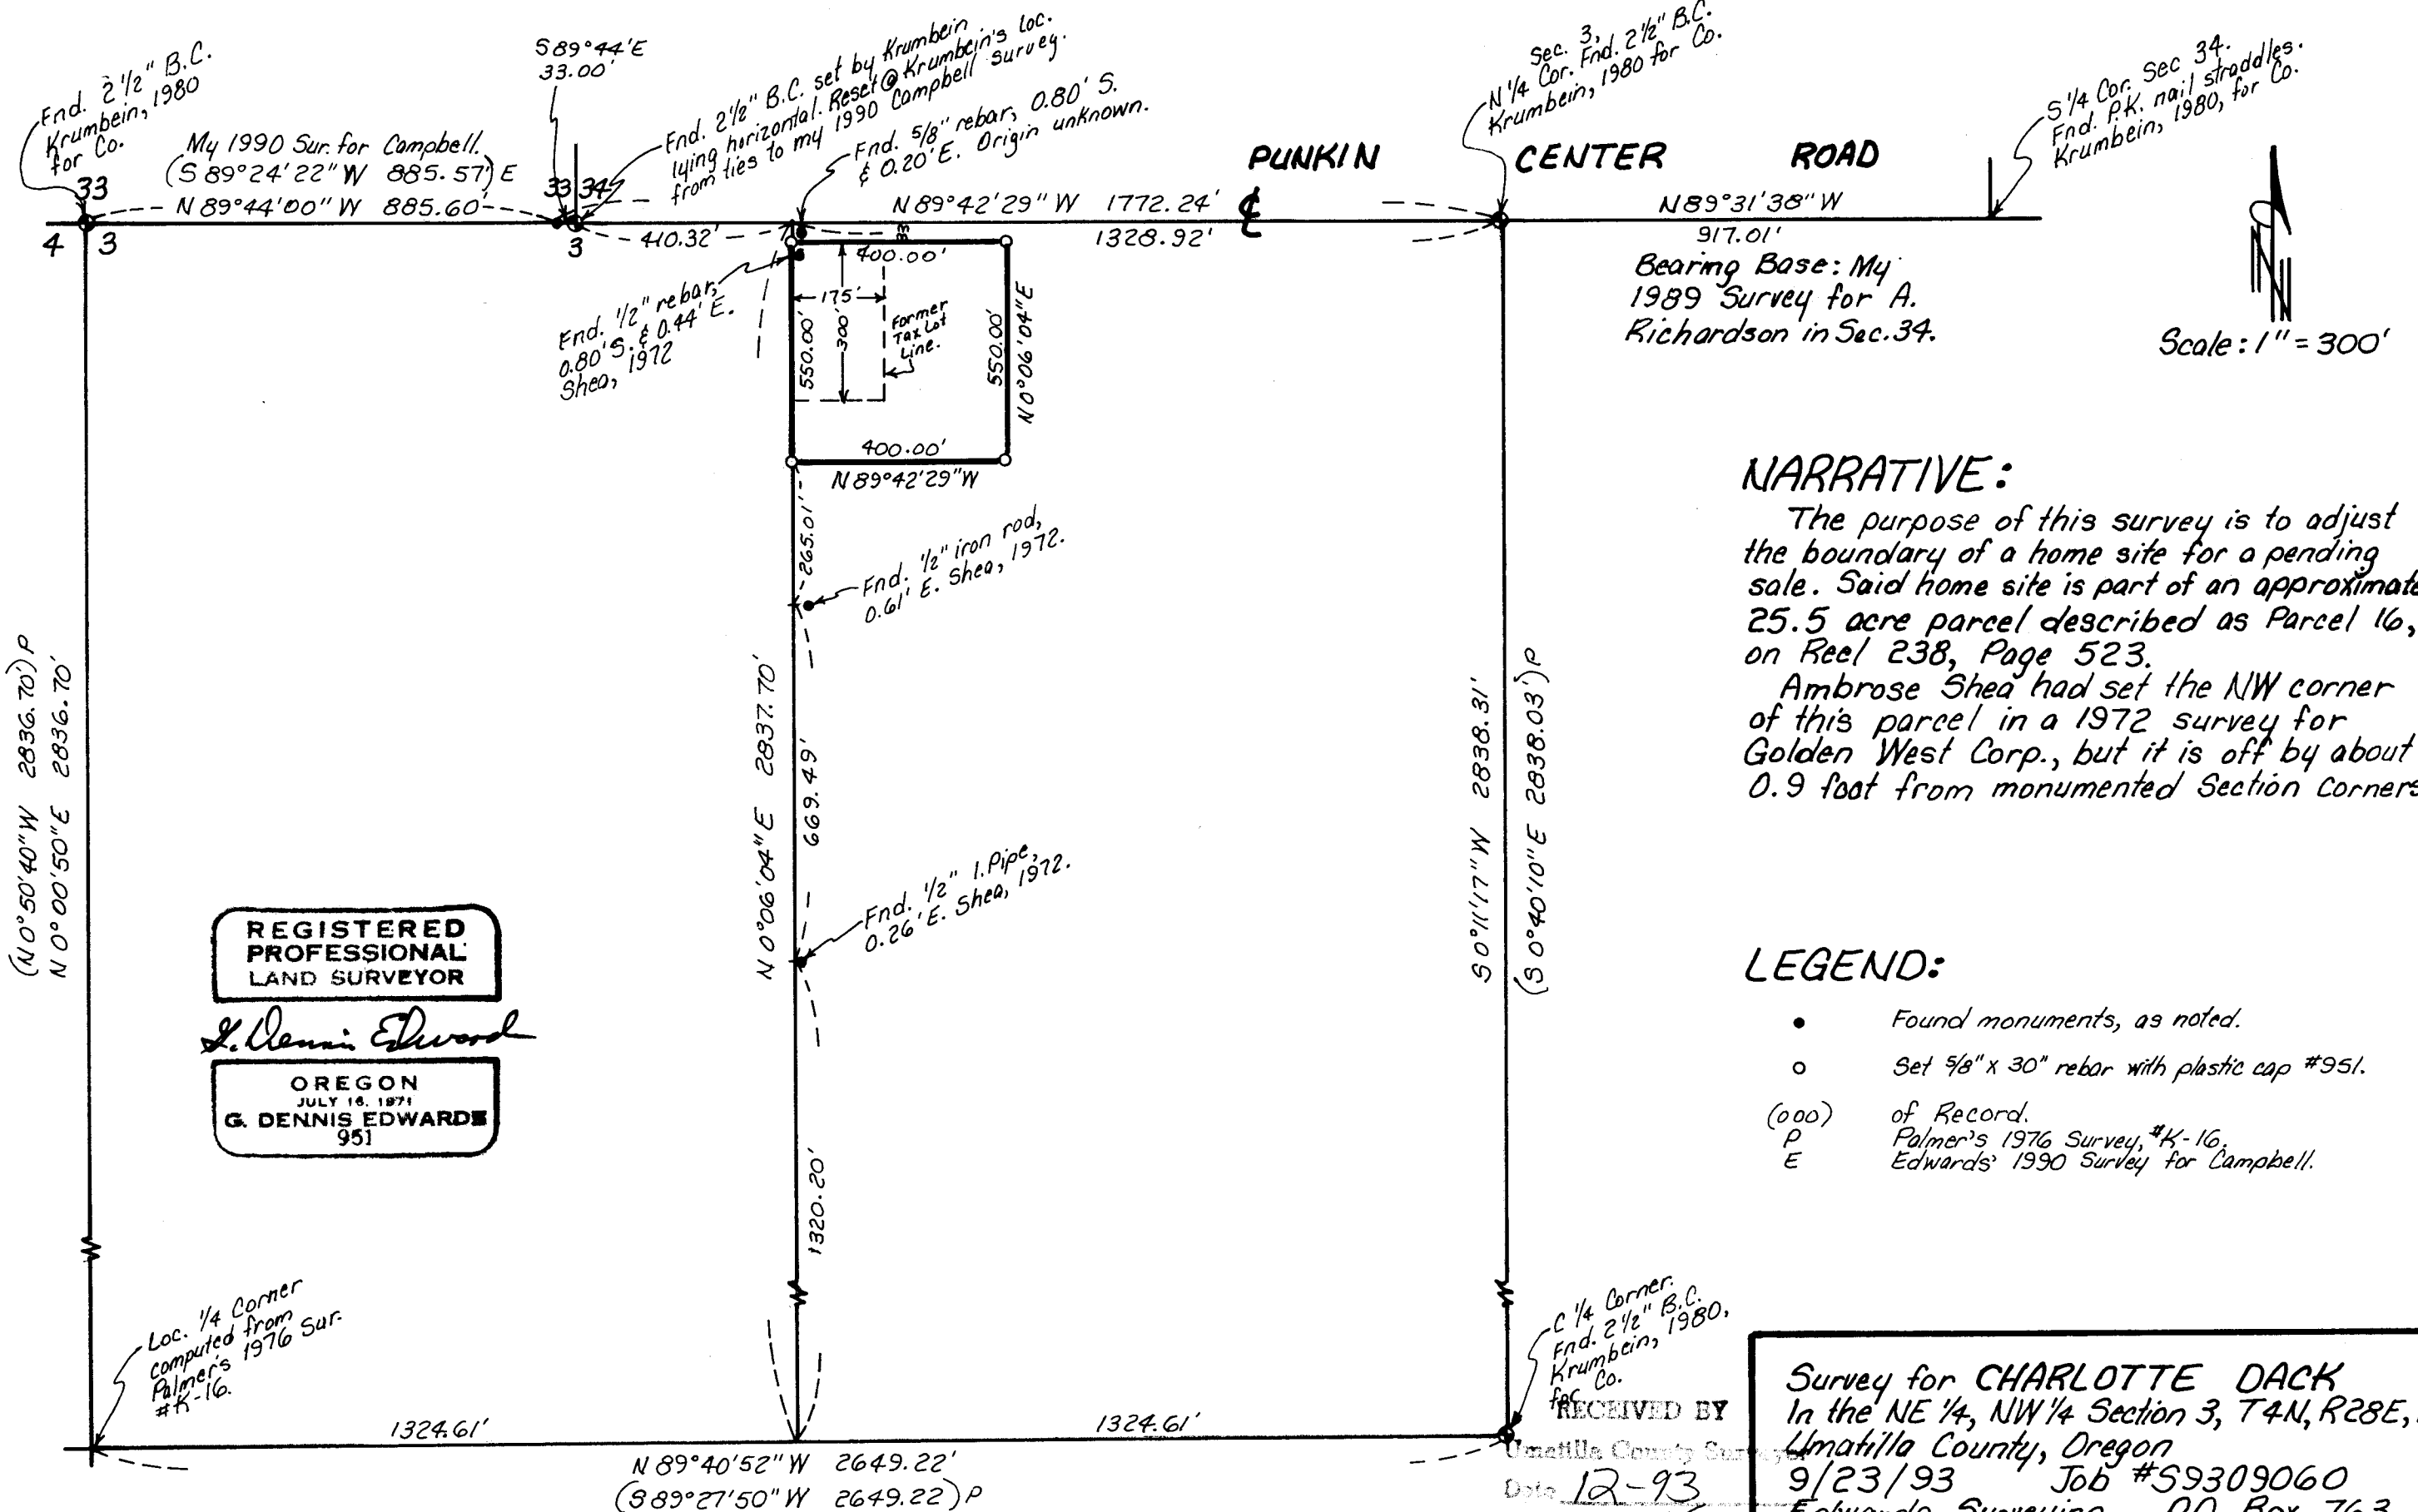 Fnd. 2 1/2" B.C.
Krumbein, 1980
for Co.
My 1990 Sur. for Campbell.
(S 89°24'22" W 885.57') E
N 89°44'00" W 885.60'
33
4 3
S 89°44' E
33.00'
33 34
3
Fnd. 2 1/2" B.C. set by Krumbein
lying horizontal. Reset @ Krumbein's loc.
from ties to my 1990 Campbell survey.
Fnd. 5/8" rebar, 0.80' S.
& 0.20' E. Origin unknown.
PUNKIN CENTER ROAD
N 89°42'29" W 1772.24'
410.32'
1328.92'
Sec. 3,
N 1/4 Cor. Fnd. 2 1/2" B.C.
Krumbein, 1980 for Co.
S 1/4 Cor. Sec 34.
Fnd. P.K. nail straddles.
Krumbein, 1980, for Co.
N 89°31'38" W
917.01'
Bearing Base: My
1989 Survey for A.
Richardson in Sec. 34.
N
Scale: 1" = 300'
33
400.00'
175'
300'
Former
Tax Lot
Line.
550.00'
550.00'
N 0°06'04" E
400.00'
N 89°42'29" W
Fnd. 1/2" rebar,
0.80' S. & 0.44' E.
Shea, 1972
265.01'
Fnd. 1/2" iron rod,
0.61' E. Shea, 1972.
669.49'
N 0°06'04" E 2837.70'
Fnd. 1/2" I. Pipe,
0.26' E. Shea, 1972.
1320.20'
(N 0°50'40" W 2836.70') P
N 0°00'50" E 2836.70'
S 0°11'17" W 2838.31'
(S 0°40'10" E 2838.03') P
NARRATIVE:
The purpose of this survey is to adjust
the boundary of a home site for a pending
sale. Said home site is part of an approximate
25.5 acre parcel described as Parcel 16,
on Reel 238, Page 523.
Ambrose Shea had set the NW corner
of this parcel in a 1972 survey for
Golden West Corp., but it is off by about
0.9 foot from monumented Section Corners
LEGEND:
● Found monuments, as noted.
○ Set 5/8" x 30" rebar with plastic cap #951.
(000) of Record.
P Palmer's 1976 Survey, #K-16.
E Edwards' 1990 Survey for Campbell.
REGISTERED
PROFESSIONAL
LAND SURVEYOR
G. Dennis Edwards
OREGON
JULY 16, 1971
G. DENNIS EDWARDS
951
Loc. 1/4 Corner
computed from
Palmer's 1976 Sur.
#K-16.
1324.61'
1324.61'
N 89°40'52" W 2649.22'
(S 89°27'50" W 2649.22) P
C 1/4 Corner.
Fnd. 2 1/2" B.C.
Krumbein, 1980,
for Co.
RECEIVED BY
Umatilla County Surveyor
Date 12-93
Survey for CHARLOTTE DACK
In the NE 1/4, NW 1/4 Section 3, T4N, R28E,
Umatilla County, Oregon
9/23/93 Job #S9309060
Edwards Surveying P.O. Box 763